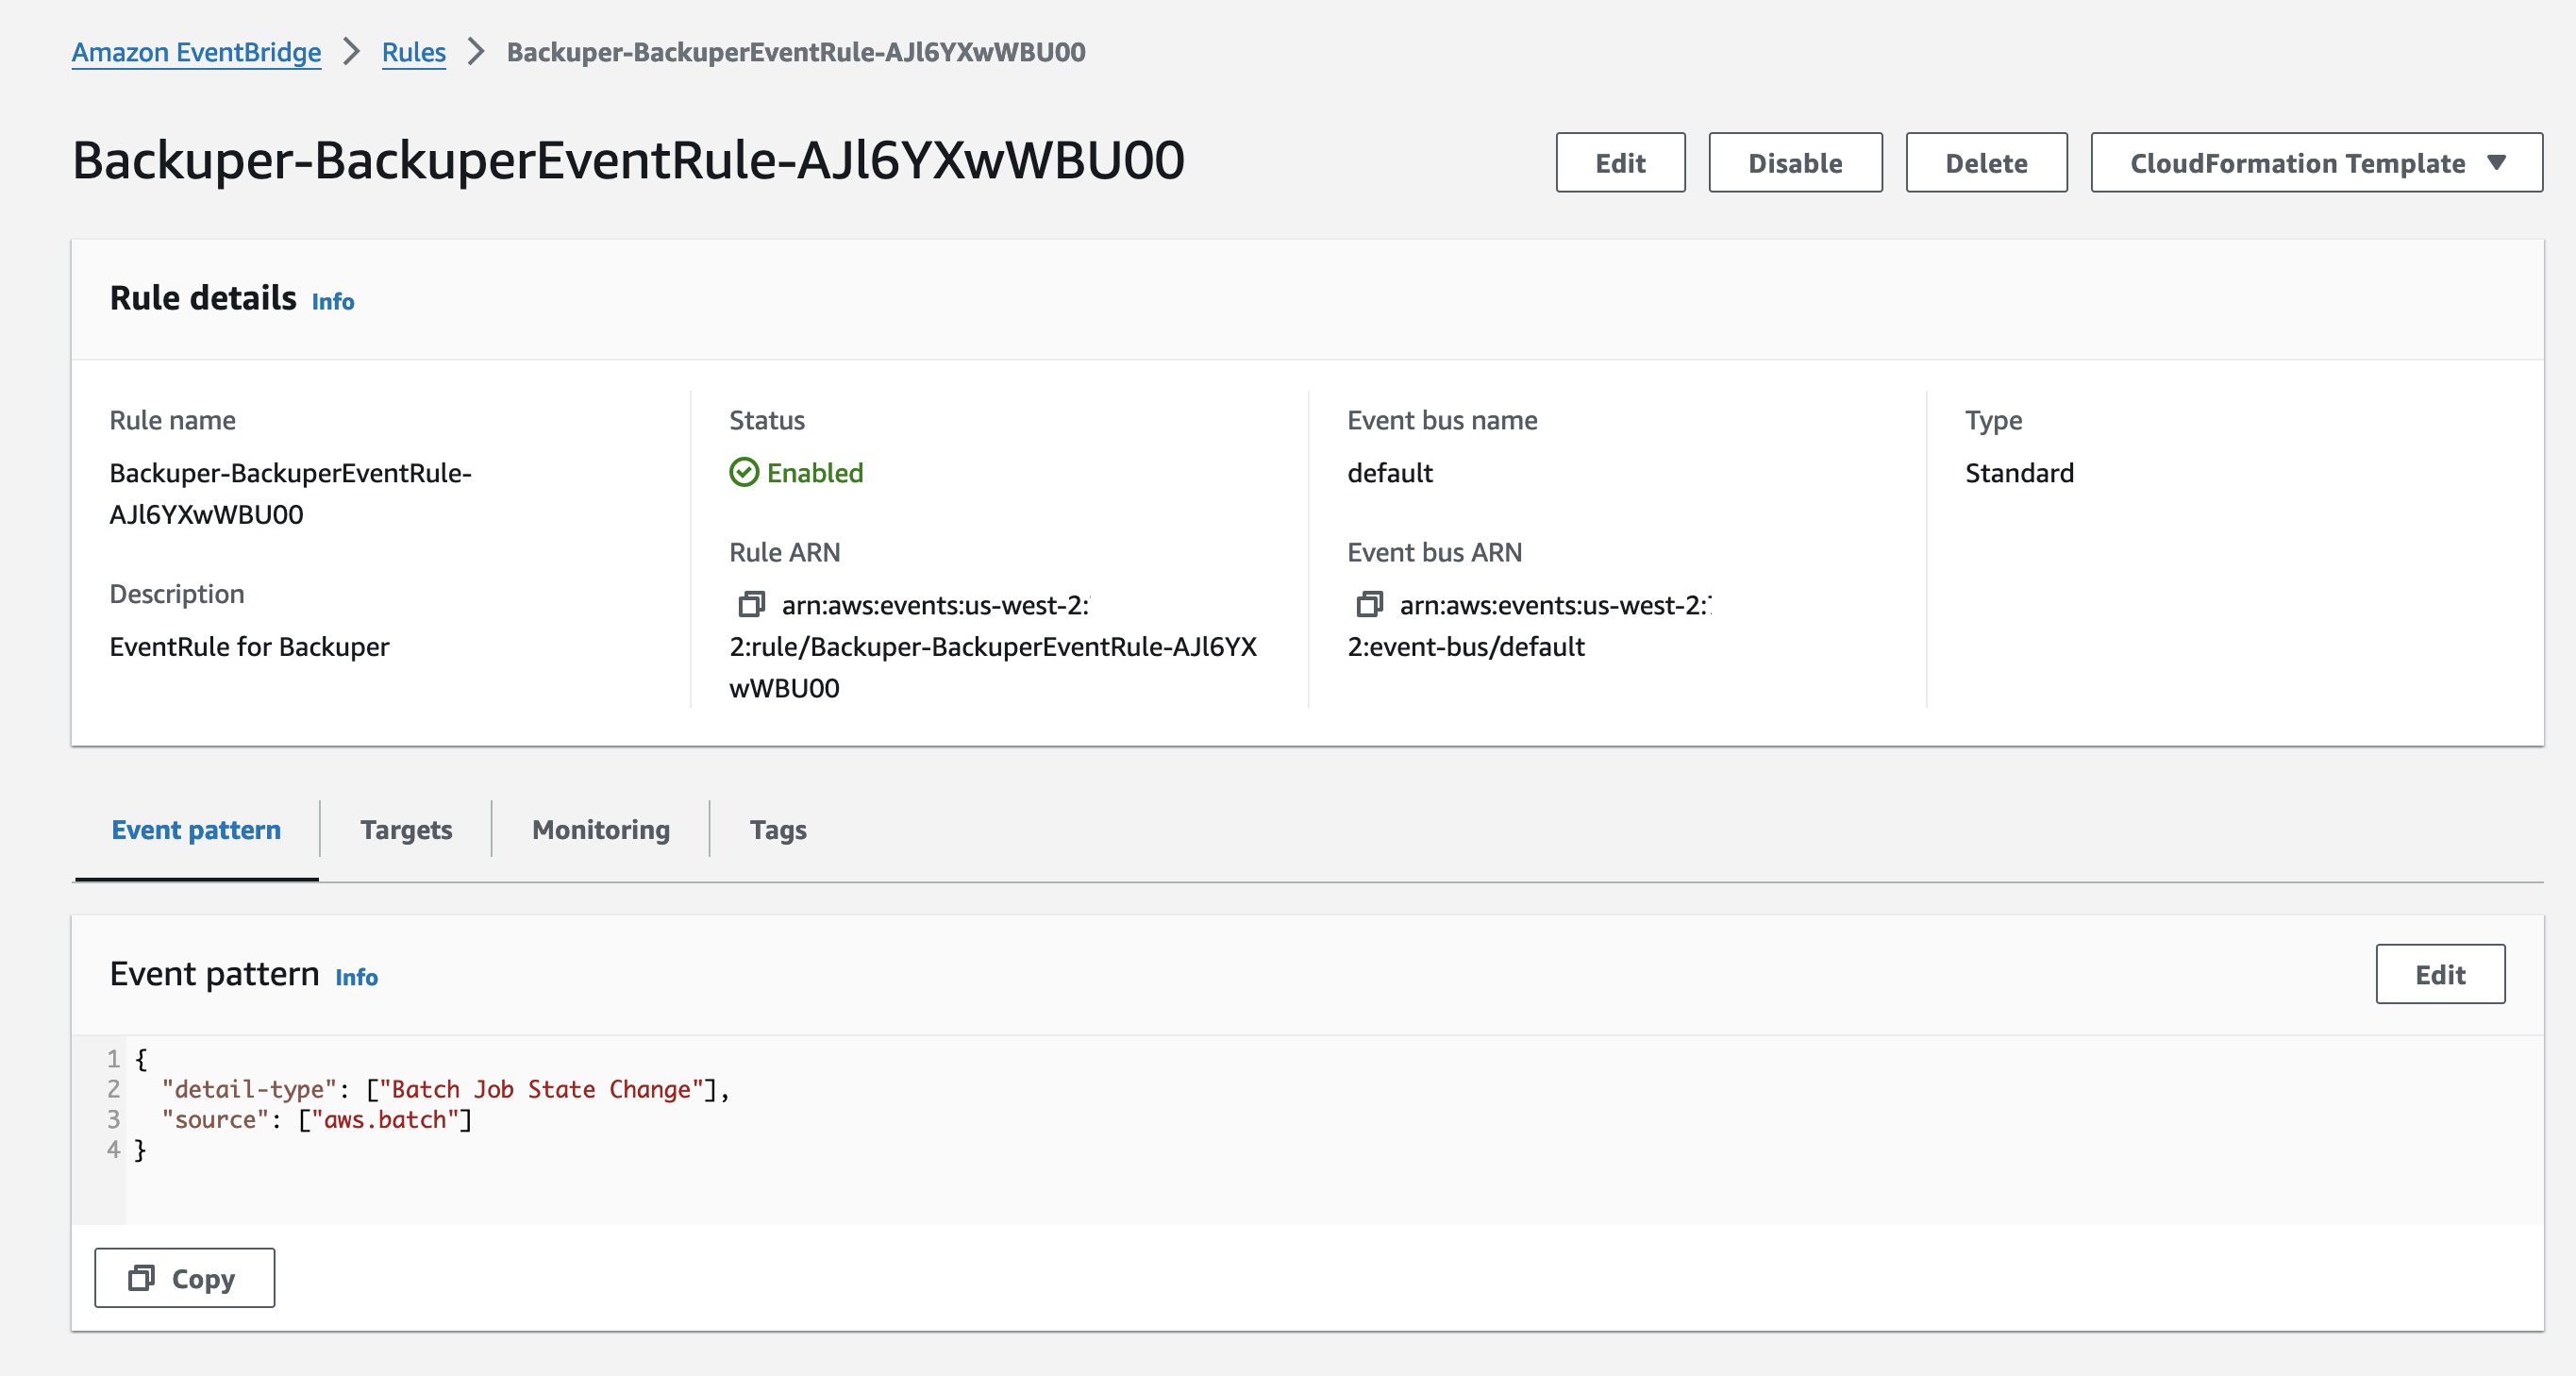 Amazon EventBridge > Rules > Backuper-BackuperEventRule-AJl6YXwWBU00
Backuper-BackuperEventRule-AJl6YXwWBU00
Edit
Disable
Delete
CloudFormation Template
Rule details Info
Rule name
Backuper-BackuperEventRule-
AJl6YXwWBU00
Description
EventRule for Backuper
Status
Enabled
Rule ARN
arn:aws:events:us-west-2:
2:rule/Backuper-BackuperEventRule-AJl6YX
wWBU00
Event bus name
default
Event bus ARN
arn:aws:events:us-west-2:
2:event-bus/default
Type
Standard
Event pattern
Targets
Monitoring
Tags
Event pattern Info
Edit
1 {
2 "detail-type": ["Batch Job State Change"],
3 "source": ["aws.batch"]
4 }
Copy